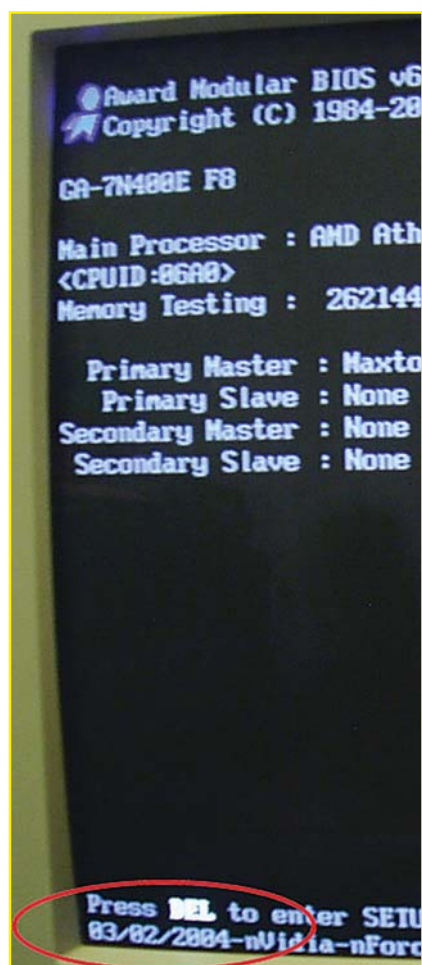 Award Modular BIOS v6
Copyright (C) 1984-20
GA-7N400E F8
Main Processor : AMD Ath
<CPUID:06A0>
Memory Testing : 262144
Primary Master : Maxto
Primary Slave : None
Secondary Master : None
Secondary Slave : None
Press DEL to enter SETU
03/02/2004-nVidia-nForc